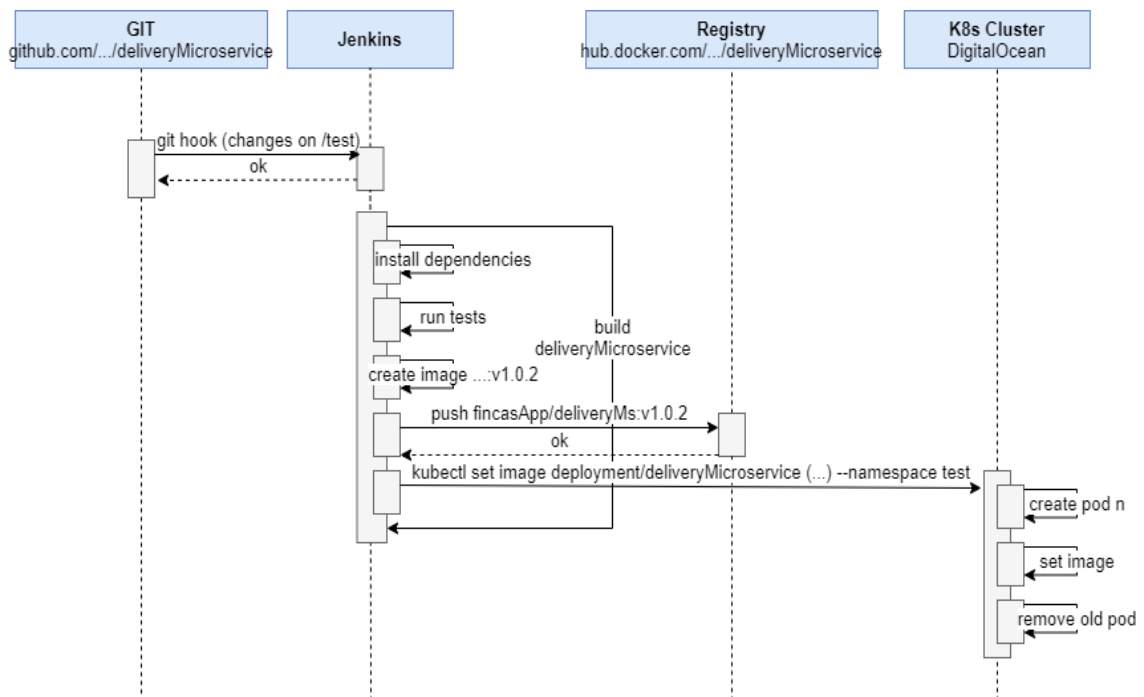 GIT
github.com/.../deliveryMicroservice
Jenkins
Registry
hub.docker.com/.../deliveryMicroservice
K8s Cluster
DigitalOcean
git hook (changes on /test)
ok
install dependencies
run tests
build
deliveryMicroservice
create image ...:v1.0.2
push fincasApp/deliveryMs:v1.0.2
ok
kubectl set image deployment/deliveryMicroservice (...) --namespace test
create pod n
set image
remove old pod